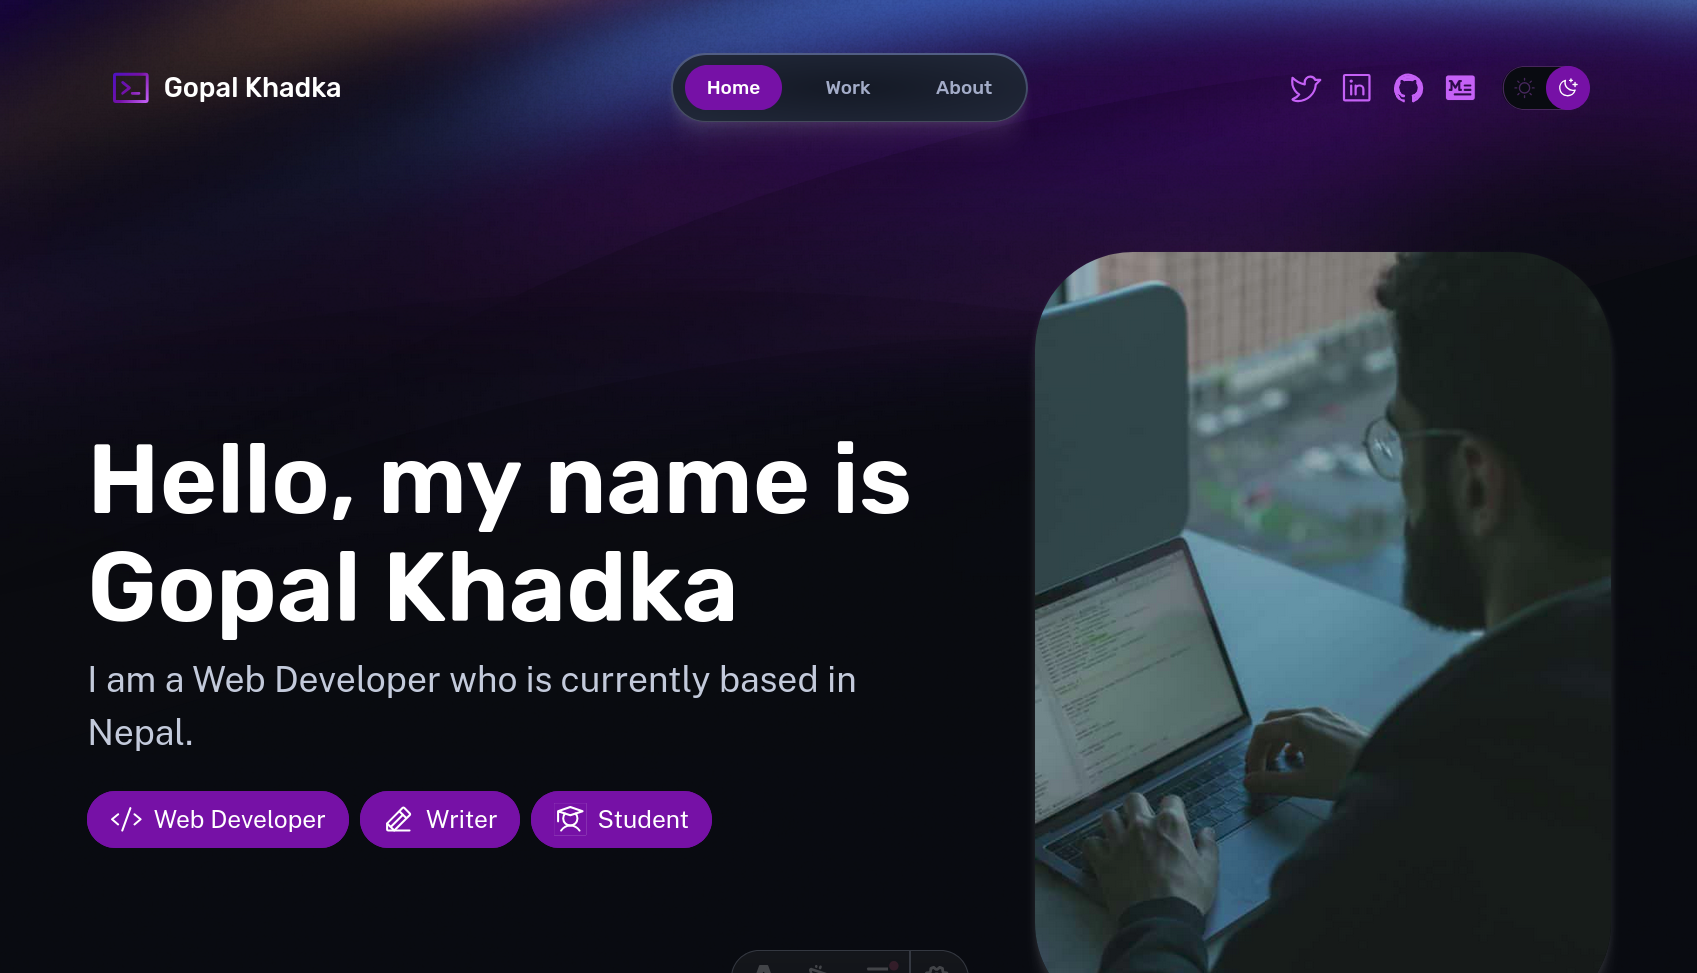 Gopal Khadka
Home
Work
About
Hello, my name is
Gopal Khadka
I am a Web Developer who is currently based in
Nepal.
Web Developer
Writer
Student